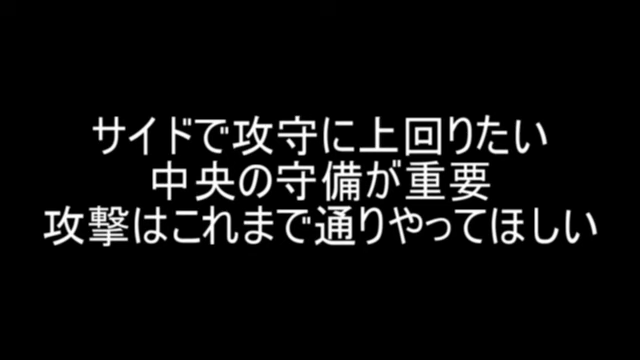 サイドで攻守に上回りたい
中央の守備が重要
攻撃はこれまで通りやってほしい